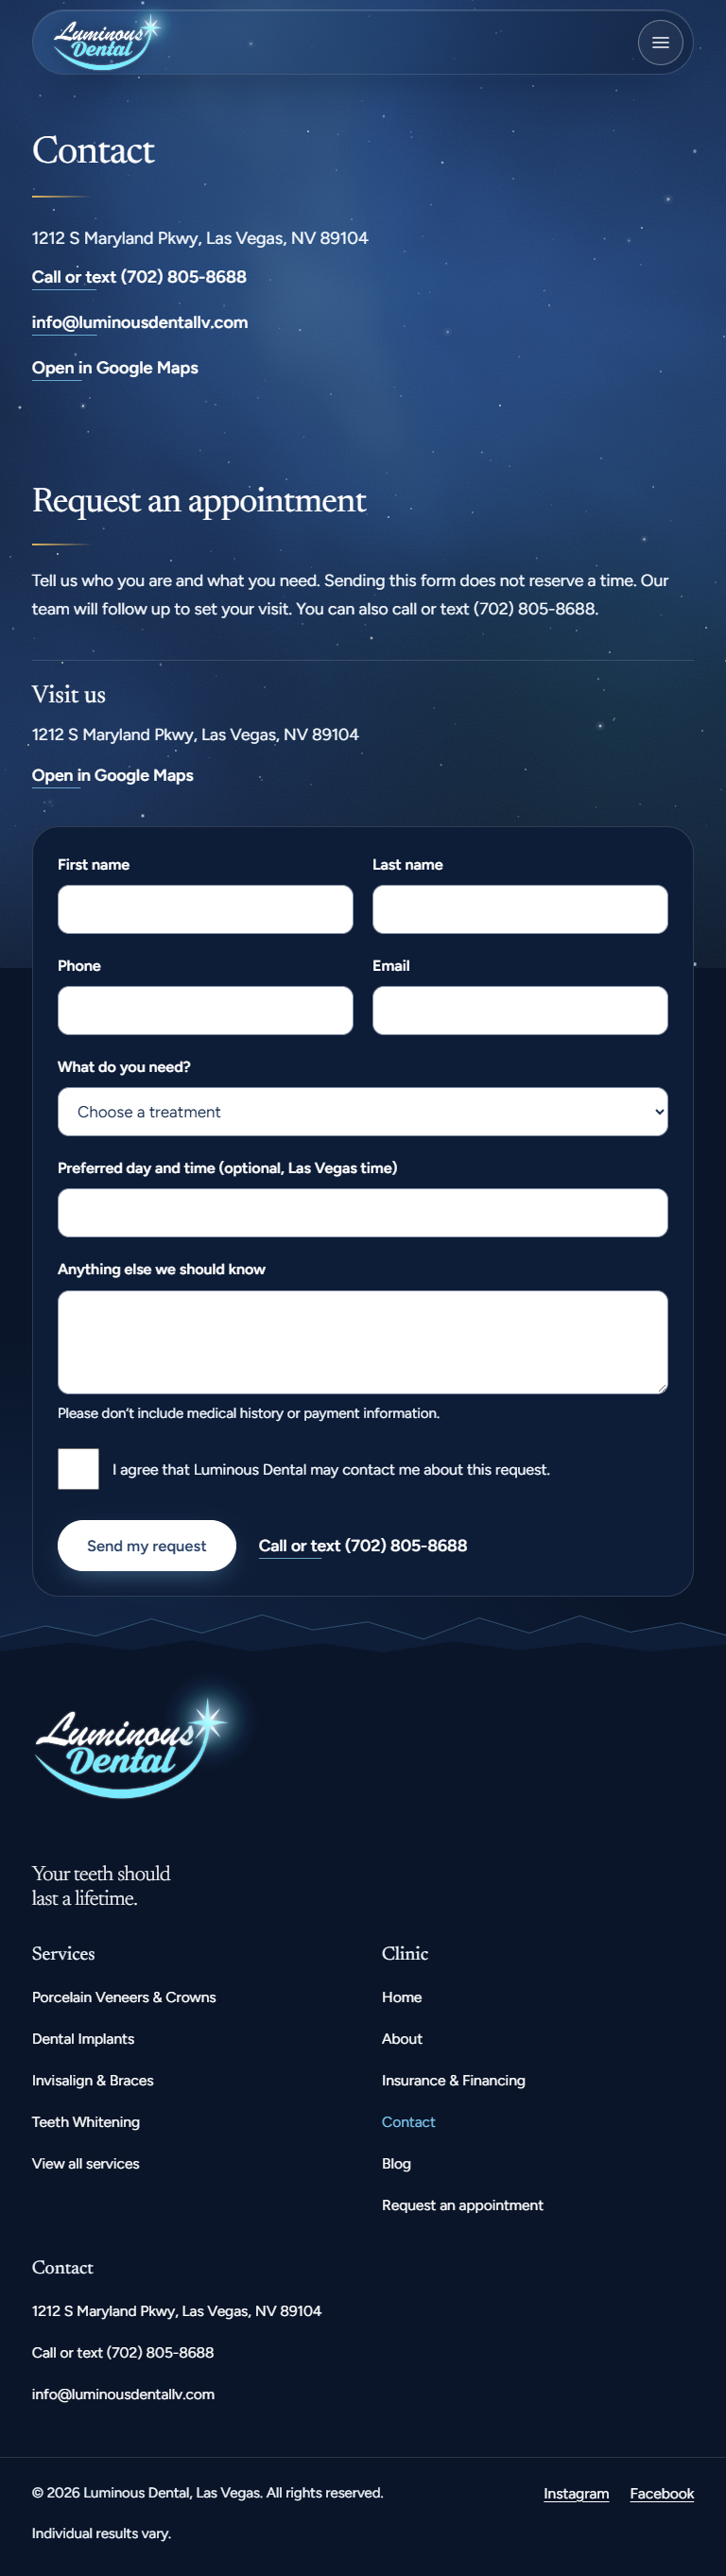 Luminous
Dental
Contact
1212 S Maryland Pkwy, Las Vegas, NV 89104
Call or text (702) 805-8688
info@luminousdentallv.com
Open in Google Maps
Request an appointment
Tell us who you are and what you need. Sending this form does not reserve a time. Our
team will follow up to set your visit. You can also call or text (702) 805-8688.
Visit us
1212 S Maryland Pkwy, Las Vegas, NV 89104
Open in Google Maps
First name
Last name
Phone
Email
What do you need?
Choose a treatment
Preferred day and time (optional, Las Vegas time)
Anything else we should know
Please don’t include medical history or payment information.
I agree that Luminous Dental may contact me about this request.
Send my request
Call or text (702) 805-8688
Luminous
Dental
Your teeth should
last a lifetime.
Services
Porcelain Veneers & Crowns
Dental Implants
Invisalign & Braces
Teeth Whitening
View all services
Clinic
Home
About
Insurance & Financing
Contact
Blog
Request an appointment
Contact
1212 S Maryland Pkwy, Las Vegas, NV 89104
Call or text (702) 805-8688
info@luminousdentallv.com
© 2026 Luminous Dental, Las Vegas. All rights reserved.
Instagram
Facebook
Individual results vary.